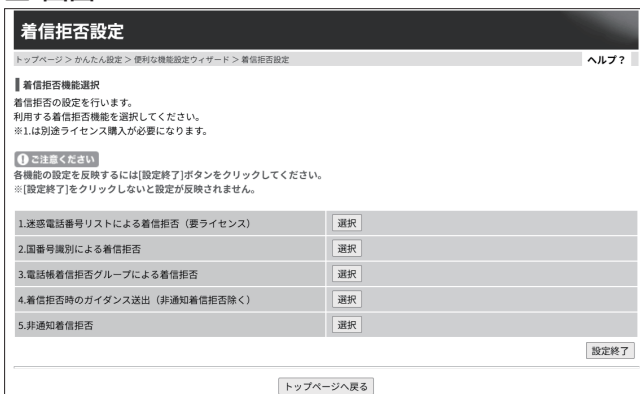 着信拒否設定
トップページ > かんたん設定 > 便利な機能設定ウィザード > 着信拒否設定
ヘルプ?
着信拒否機能選択
着信拒否の設定を行います。
利用する着信拒否機能を選択してください。
※1.は別途ライセンス購入が必要になります。
ご注意ください
各機能の設定を反映するには[設定終了]ボタンをクリックしてください。
※[設定終了]をクリックしないと設定が反映されません。
1.迷惑電話番号リストによる着信拒否（要ライセンス） 選択
2.国番号識別による着信拒否 選択
3.電話帳着信拒否グループによる着信拒否 選択
4.着信拒否時のガイダンス送出（非通知着信拒否除く） 選択
5.非通知着信拒否 選択
設定終了
トップページへ戻る